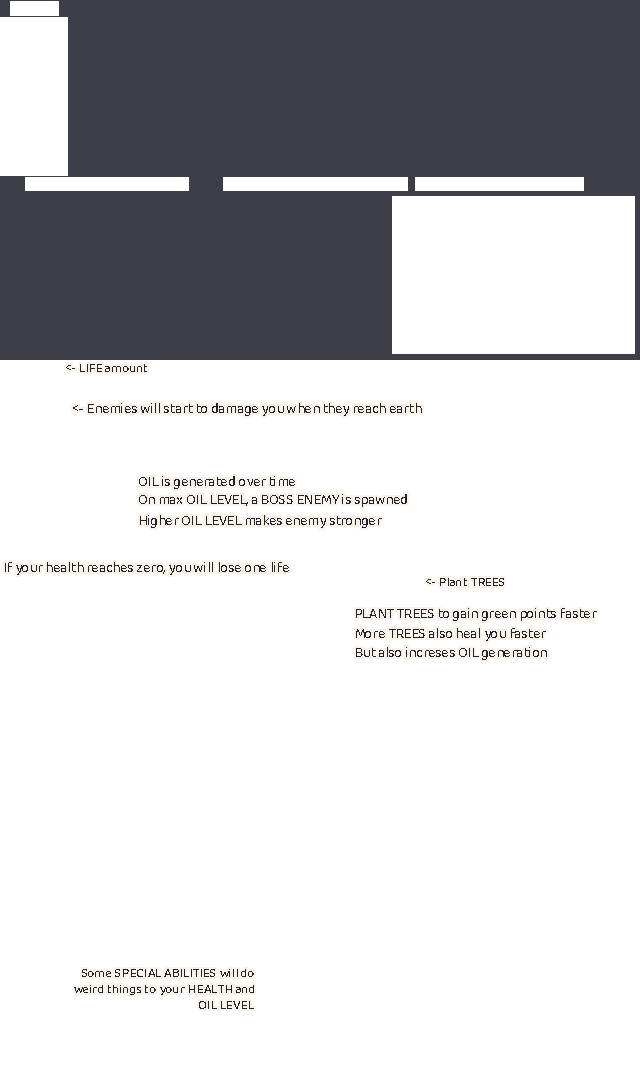 <- LIFE amount
<- Enemies will start to damage you when they reach earth
OIL is generated over time
On max OIL LEVEL, a BOSS ENEMY is spawned
Higher OIL LEVEL makes enemy stronger
If your health reaches zero, you will lose one life
<- Plant TREES
PLANT TREES to gain green points faster
More TREES also heal you faster
But also increses OIL generation
Some SPECIAL ABILITIES will do
weird things to your HEALTH and
OIL LEVEL